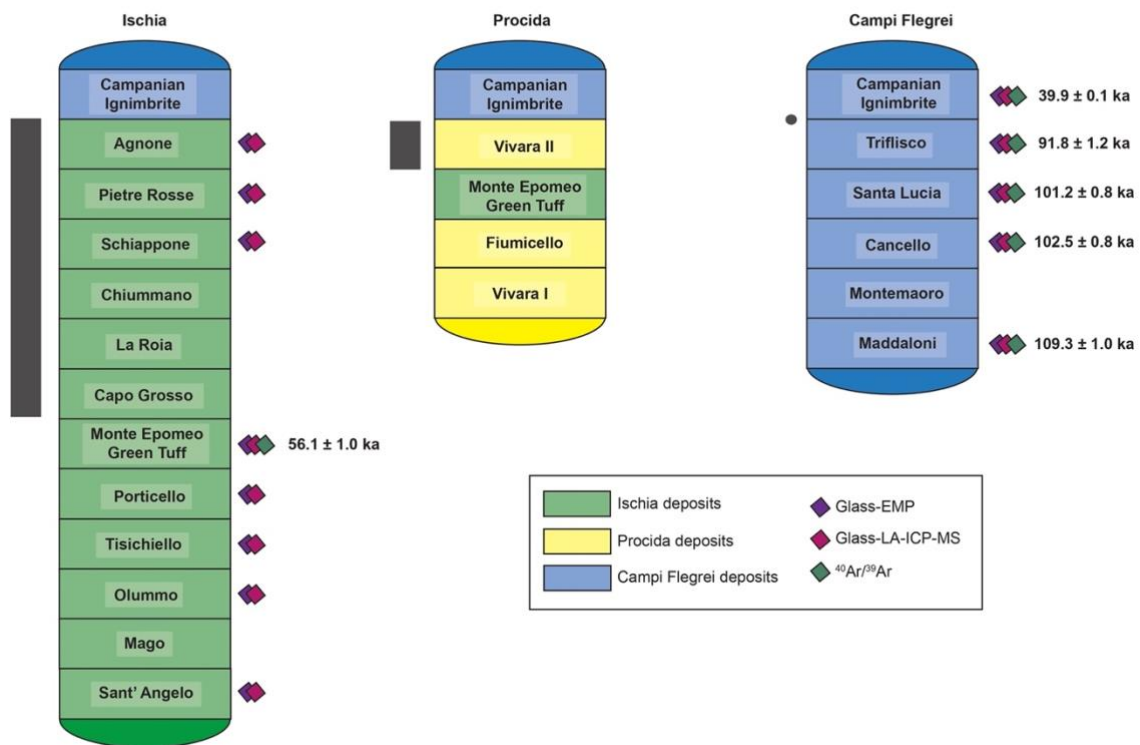 Ischia
Campanian
Ignimbrite
Agnone
Pietre Rosse
Schiappone
Chiummano
La Roia
Capo Grosso
Monte Epomeo
Green Tuff
56.1 ± 1.0 ka
Porticello
Tisichiello
Olummo
Mago
Sant' Angelo
Procida
Campanian
Ignimbrite
Vivara II
Monte Epomeo
Green Tuff
Fiumicello
Vivara I
Campi Flegrei
Campanian
Ignimbrite
39.9 ± 0.1 ka
Triflisco
91.8 ± 1.2 ka
Santa Lucia
101.2 ± 0.8 ka
Cancello
102.5 ± 0.8 ka
Montemaoro
Maddaloni
109.3 ± 1.0 ka
Ischia deposits
Procida deposits
Campi Flegrei deposits
Glass-EMP
Glass-LA-ICP-MS
⁴⁰Ar/³⁹Ar